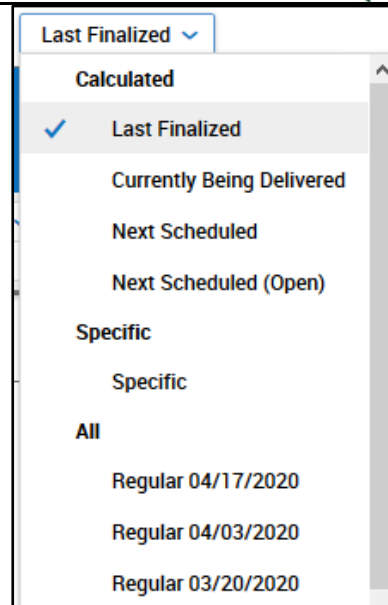 Last Finalized
Calculated
Last Finalized
Currently Being Delivered
Next Scheduled
Next Scheduled (Open)
Specific
Specific
All
Regular 04/17/2020
Regular 04/03/2020
Regular 03/20/2020